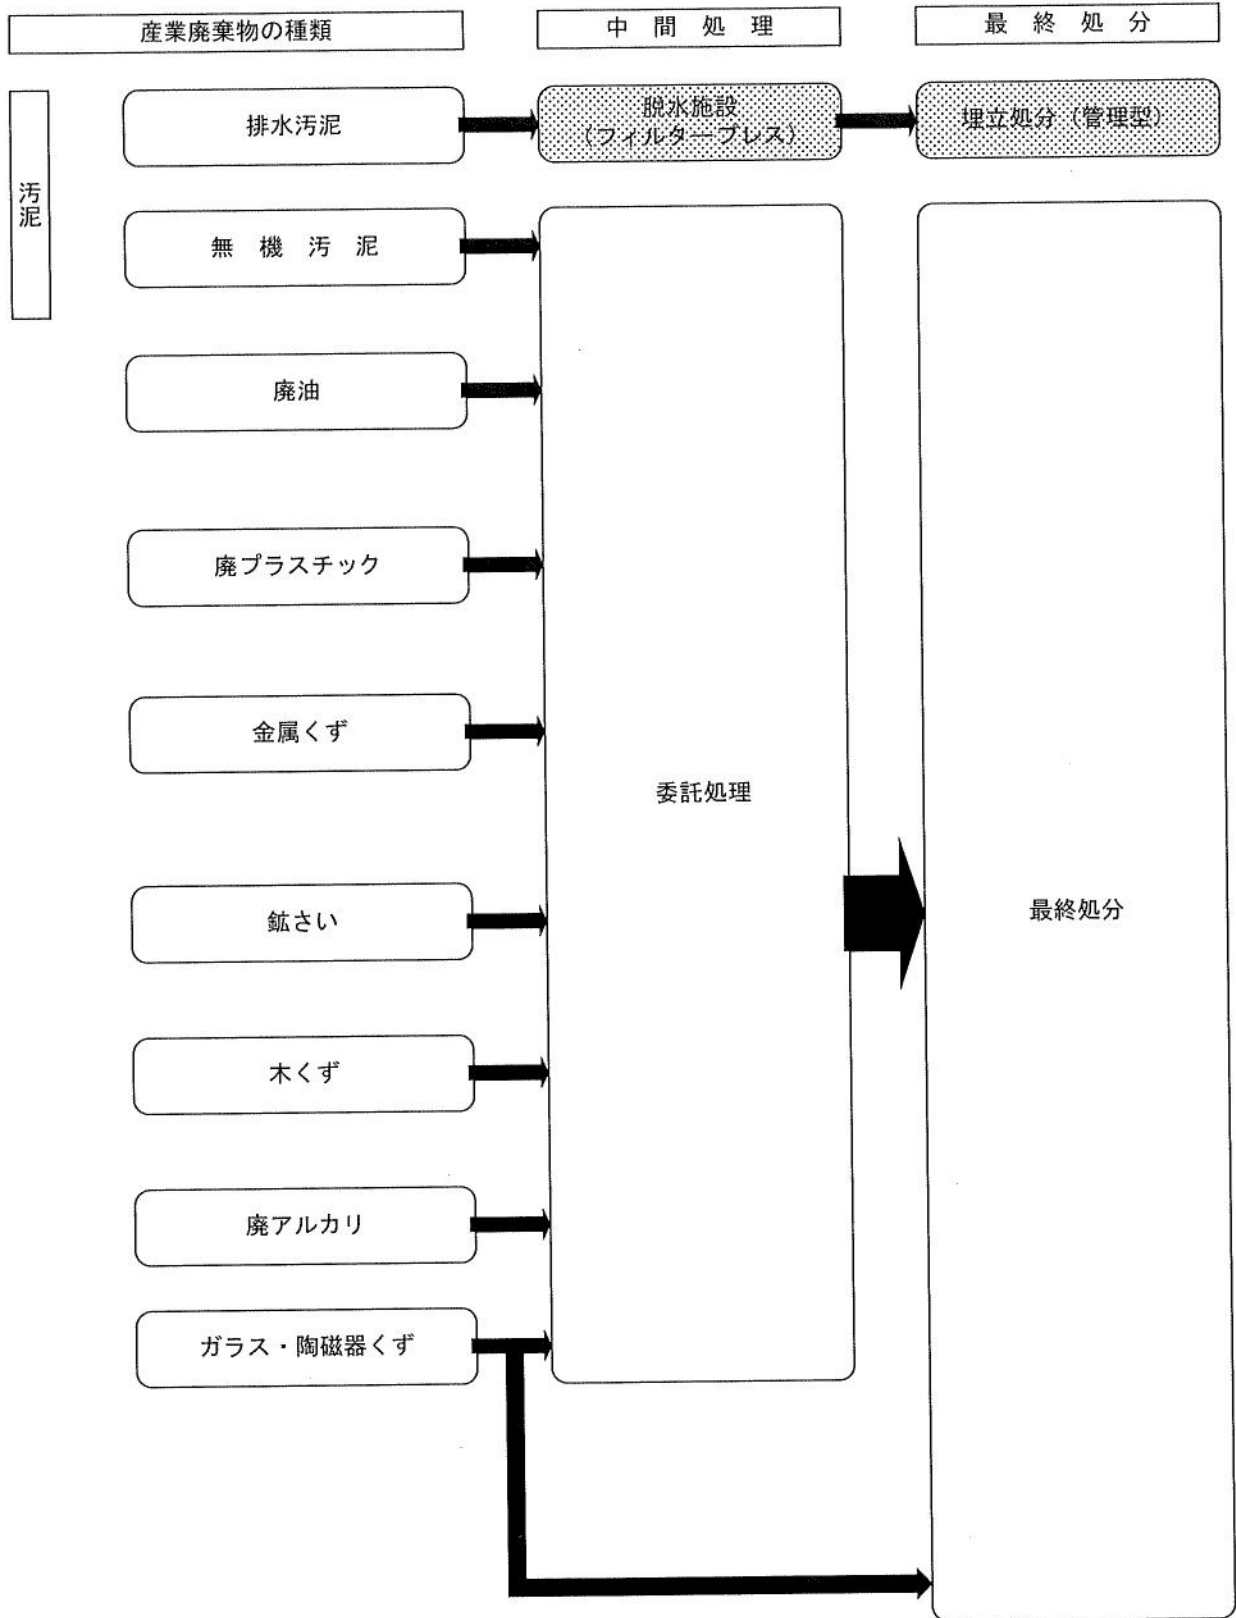 産業廃棄物の種類
中間処理
最終処分
汚泥
排水汚泥
脱水施設
（フィルタープレス）
埋立処分（管理型）
無機汚泥
廃油
廃プラスチック
金属くず
委託処理
鉱さい
最終処分
木くず
廃アルカリ
ガラス・陶磁器くず